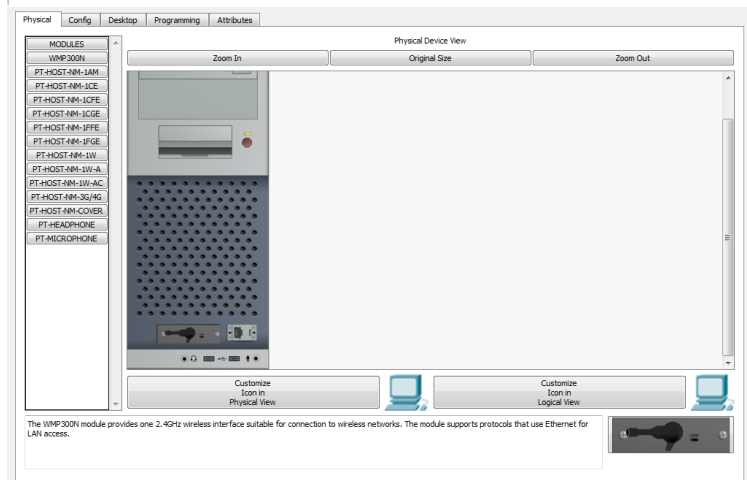 Physical Config Desktop Programming Attributes
MODULES
WMP300N
PT-HOST-NM-1AM
PT-HOST-NM-1CE
PT-HOST-NM-1CFE
PT-HOST-NM-1CGE
PT-HOST-NM-1FFE
PT-HOST-NM-1FGE
PT-HOST-NM-1W
PT-HOST-NM-1W-A
PT-HOST-NM-1W-AC
PT-HOST-NM-3G/4G
PT-HOST-NM-COVER
PT-HEADPHONE
PT-MICROPHONE
Physical Device View
Zoom In Original Size Zoom Out
Customize
Icon in
Physical View
Customize
Icon in
Logical View
The WMP300N module provides one 2.4GHz wireless interface suitable for connection to wireless networks. The module supports protocols that use Ethernet for
LAN access.